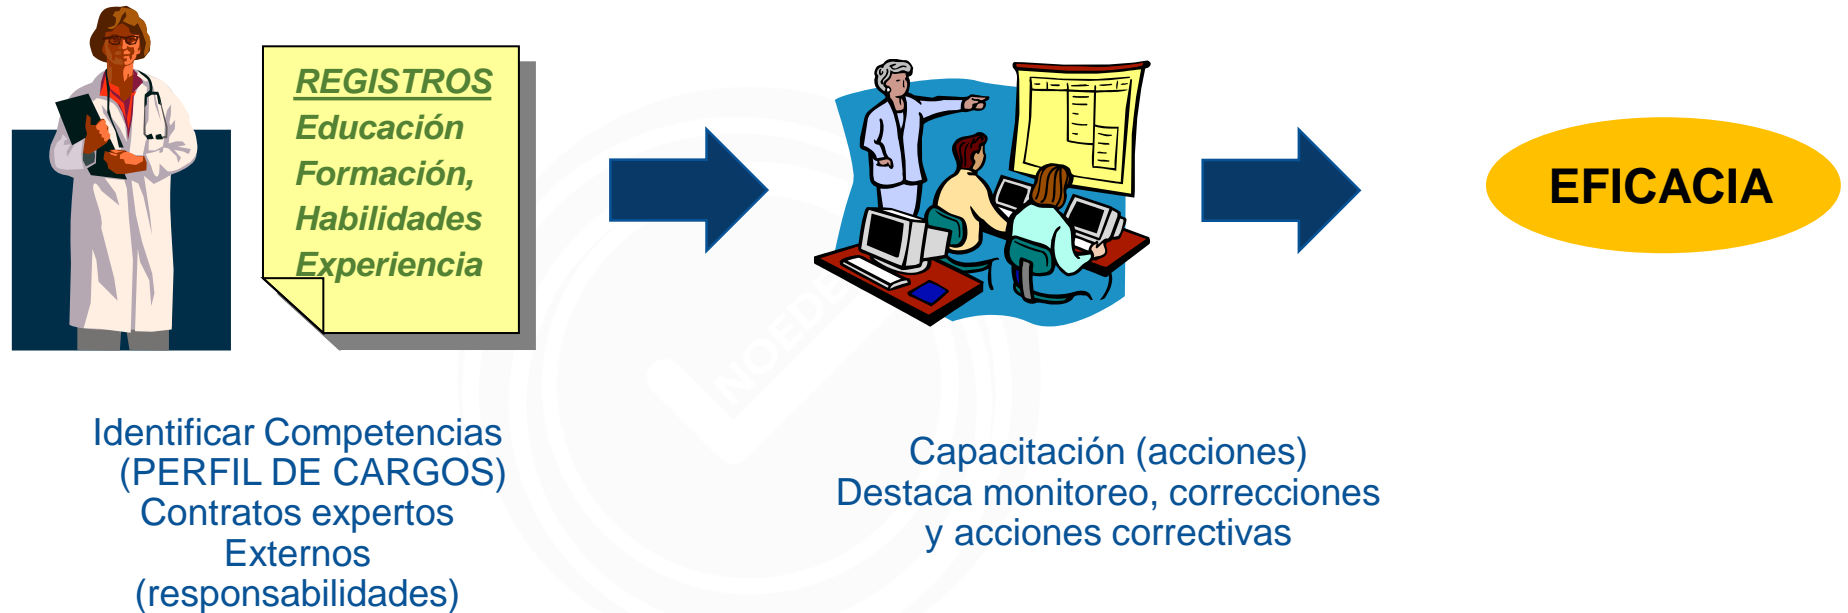 REGISTROS
Educación
Formación,
Habilidades
Experiencia
EFICACIA
Identificar Competencias
(PERFIL DE CARGOS)
Contratos expertos
Externos
(responsabilidades)
Capacitación (acciones)
Destaca monitoreo, correcciones
y acciones correctivas